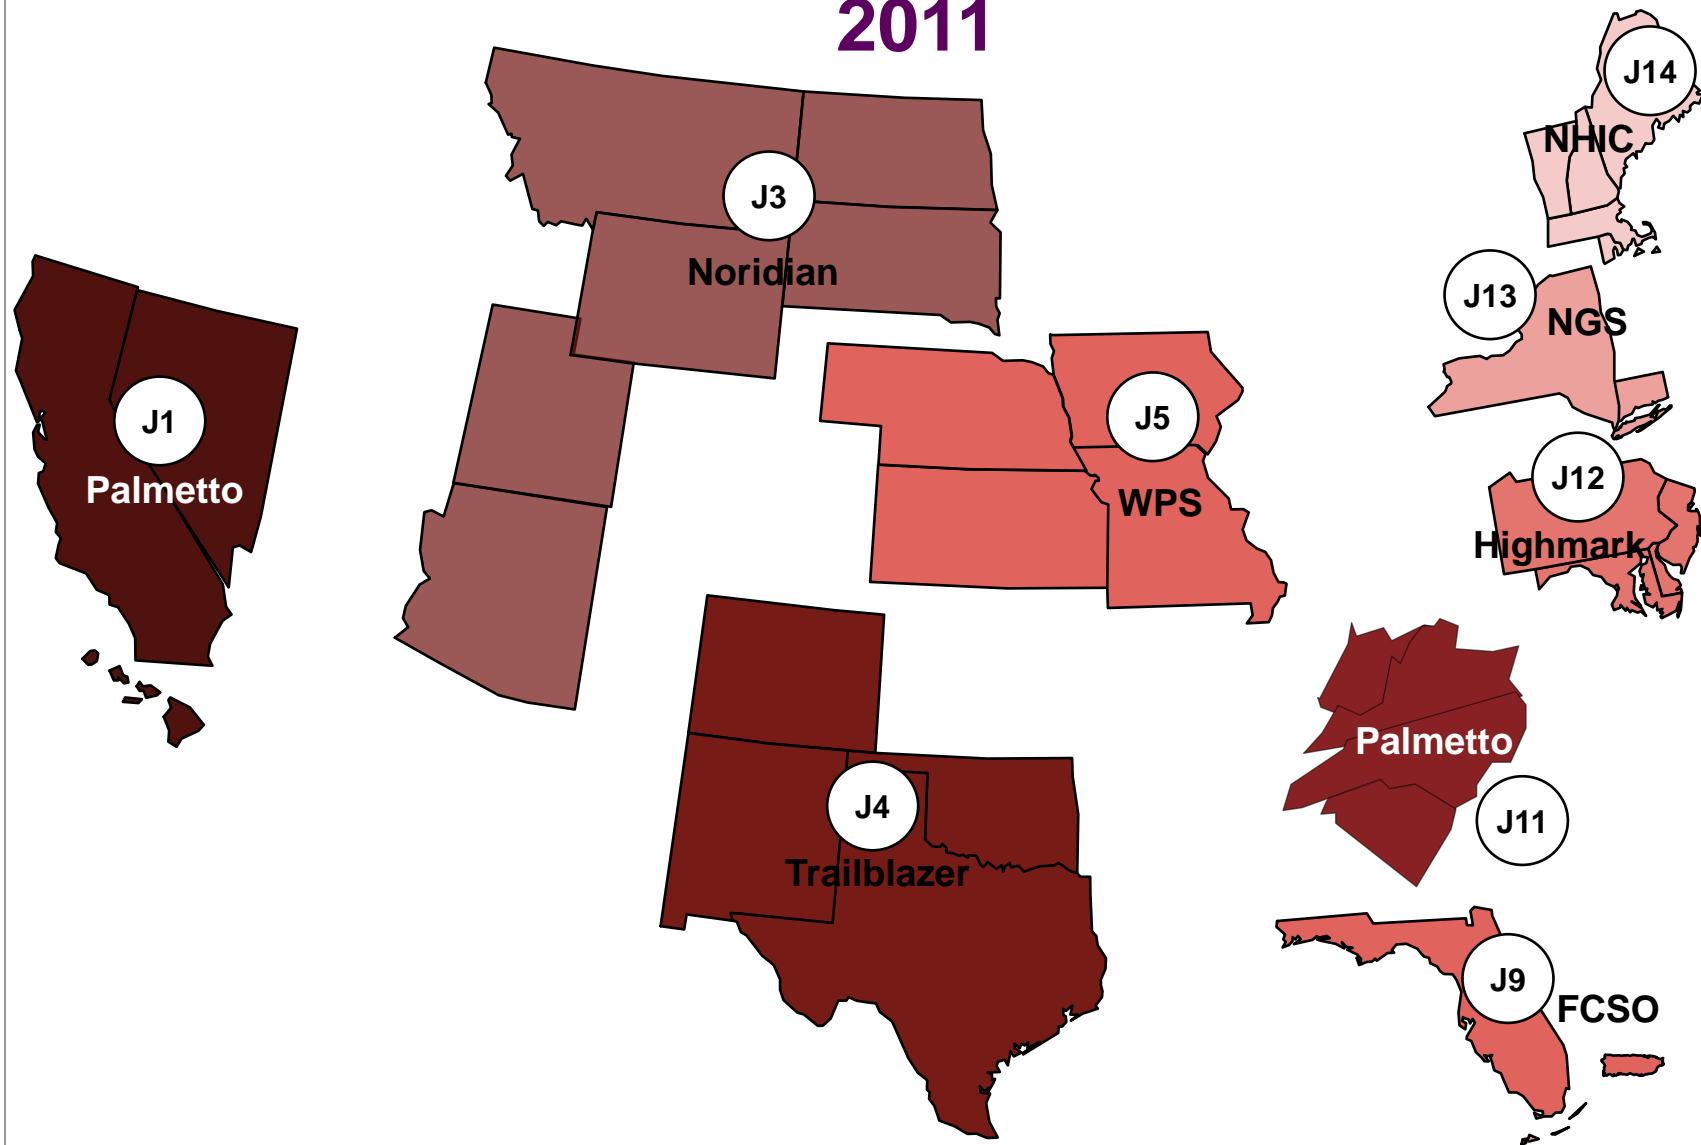 2011
J14
NHIC
J3
Noridian
J13
NGS
J1
Palmetto
J5
WPS
J12
Highmark
Palmetto
J11
J4
Trailblazer
J9
FCSO